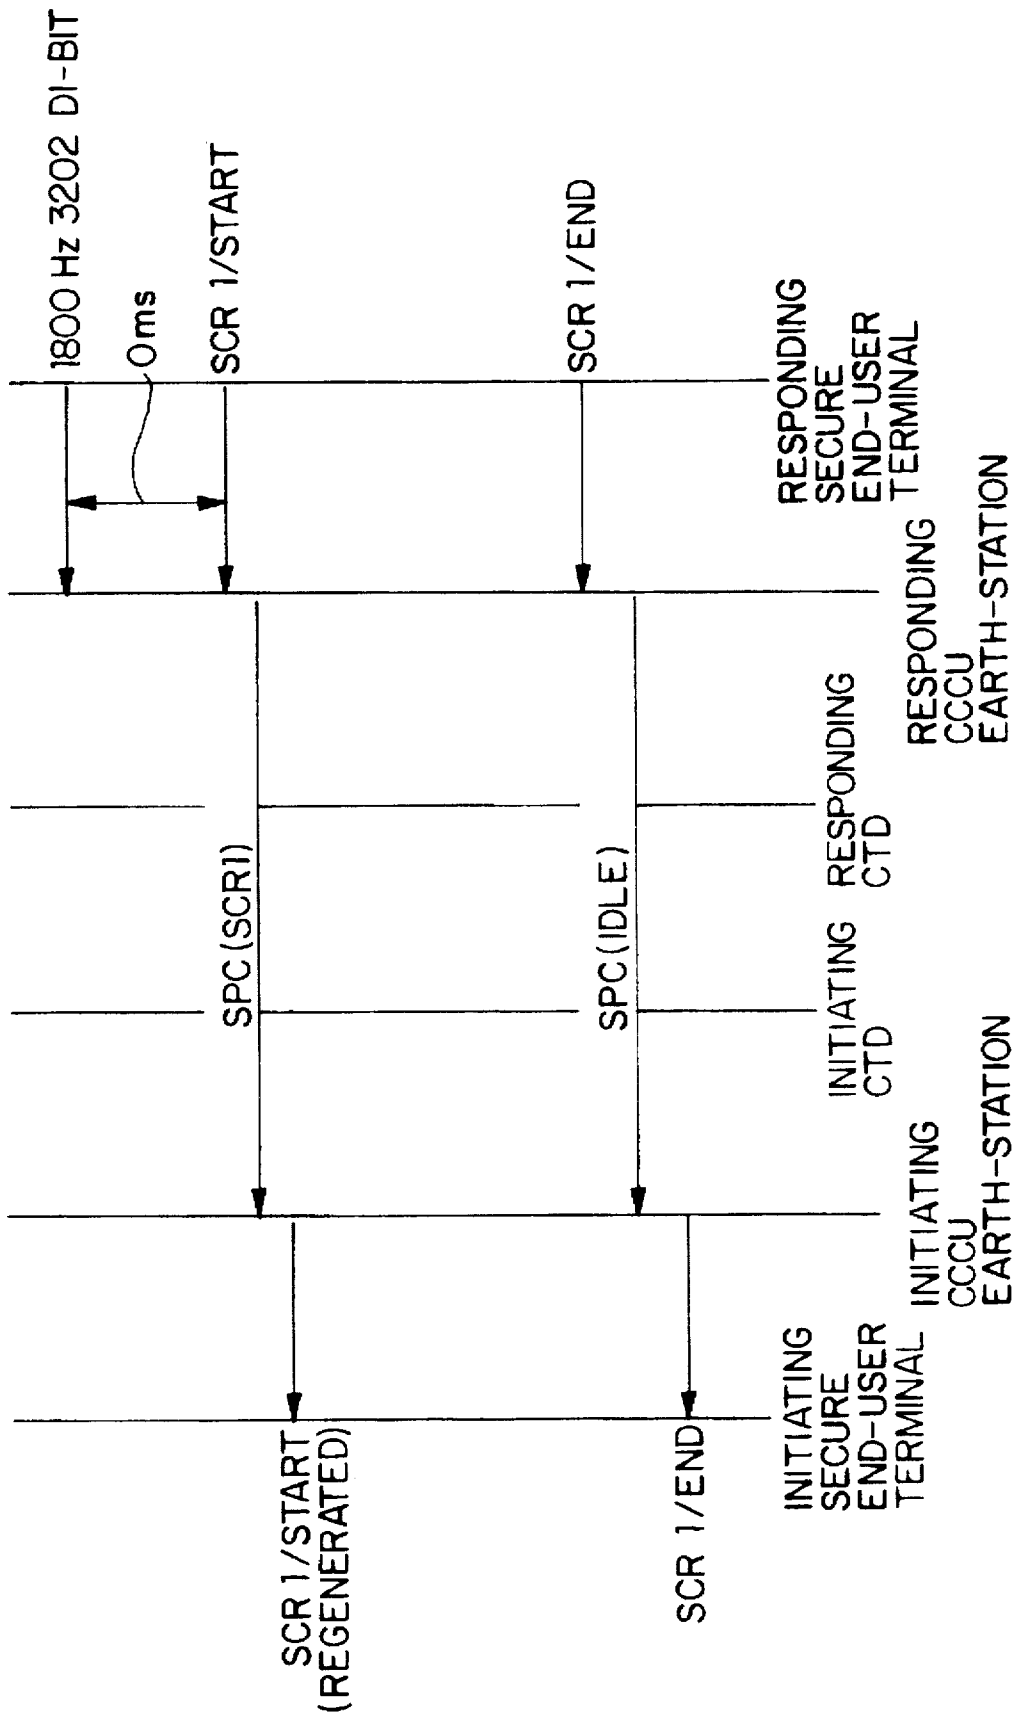 1800 Hz 3202 DI-BIT
0ms
SCR 1/START
SPC (SCR1)
SCR 1/START
(REGENERATED)
SCR 1/END
SPC (IDLE)
SCR 1/END
INITIATING
SECURE
END-USER
TERMINAL
INITIATING
CCCU
EARTH-STATION
INITIATING
CTD
RESPONDING
CTD
RESPONDING
CCCU
EARTH-STATION
RESPONDING
SECURE
END-USER
TERMINAL